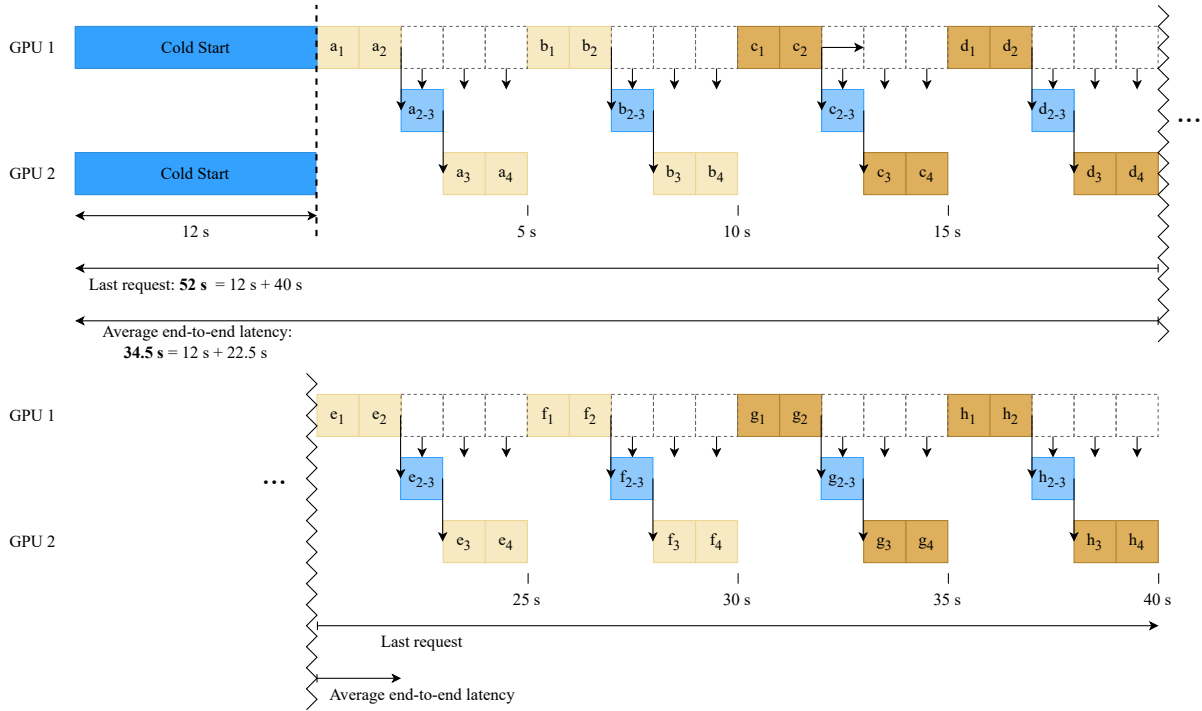 GPU 1
Cold Start
a1 a2 b1 b2 c1 c2 d1 d2
a2-3 b2-3 c2-3 d2-3
...
GPU 2
Cold Start
a3 a4 b3 b4 c3 c4 d3 d4
12 s
5 s
10 s
15 s
Last request: 52 s = 12 s + 40 s
Average end-to-end latency:
34.5 s = 12 s + 22.5 s
GPU 1
e1 e2 f1 f2 g1 g2 h1 h2
...
e2-3 f2-3 g2-3 h2-3
GPU 2
e3 e4 f3 f4 g3 g4 h3 h4
25 s
30 s
35 s
40 s
Last request
Average end-to-end latency